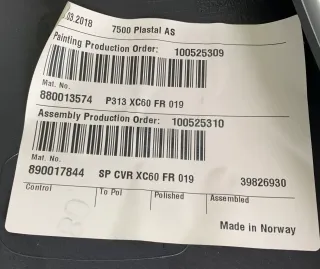 .03.2018 7500 Plastal AS
Painting Production Order: 100525309
Mat. No.
880013574 P313 XC60 FR 019
Assembly Production Order: 100525310
Mat. No.
890017844 SP CVR XC60 FR 019 39826930
Control To Pol Polished Assembled
Made in Norway